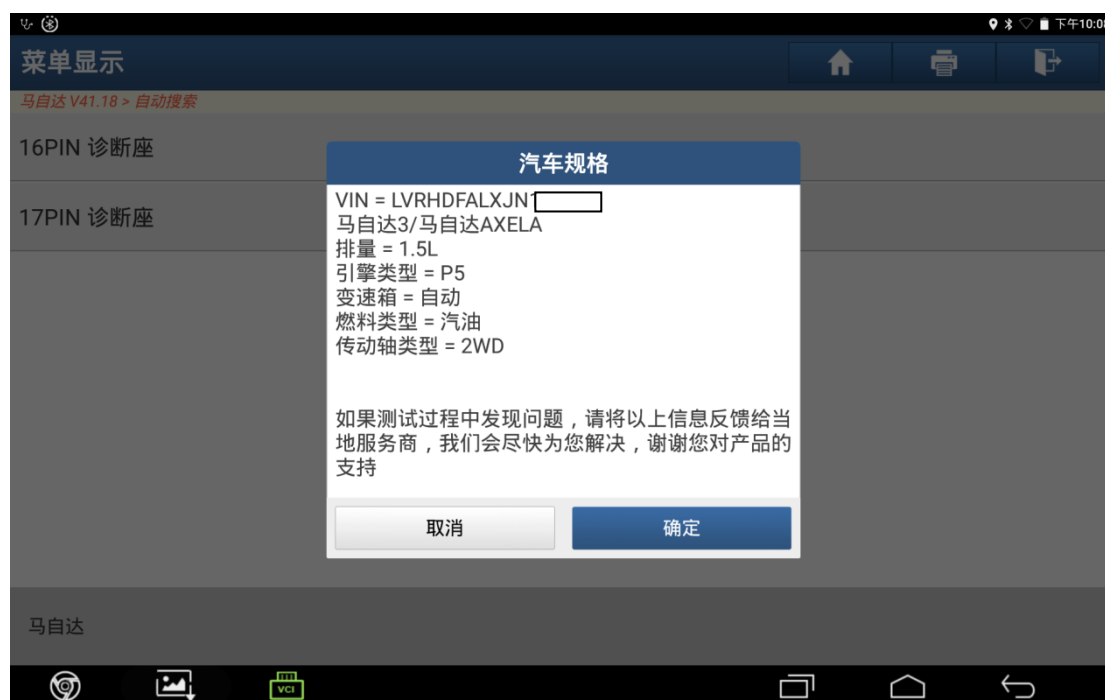 下午10:08
菜单显示
马自达 V41.18 > 自动搜索
16PIN 诊断座
17PIN 诊断座
汽车规格
VIN = LVRHDFALXJN1
马自达3/马自达AXELA
排量 = 1.5L
引擎类型 = P5
变速箱 = 自动
燃料类型 = 汽油
传动轴类型 = 2WD
如果测试过程中发现问题，请将以上信息反馈给当
地服务商，我们会尽快为您解决，谢谢您对产品的
支持
取消
确定
马自达
VCI